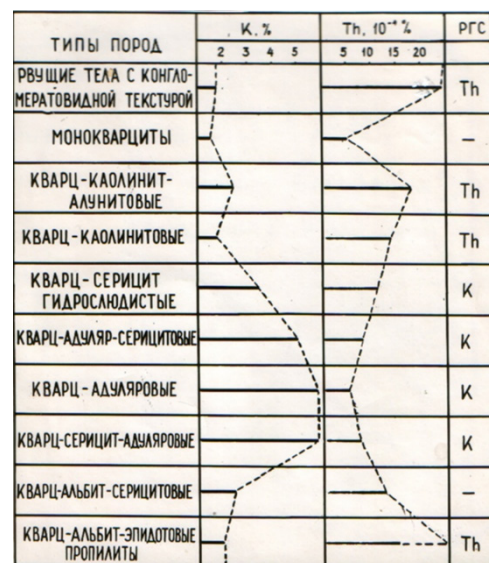 ТИПЫ ПОРОД K, % Th, 10⁻⁴ % РГС
2 3 4 5 5 10 15 20
РВУЩИЕ ТЕЛА С КОНГЛО-
МЕРАТОВИДНОЙ ТЕКСТУРОЙ Th
МОНОКВАРЦИТЫ –
КВАРЦ-КАОЛИНИТ-
АЛУНИТОВЫЕ Th
КВАРЦ-КАОЛИНИТОВЫЕ Th
КВАРЦ-СЕРИЦИТ
ГИДРОСЛЮДИСТЫЕ K
КВАРЦ-АДУЛЯР-СЕРИЦИТОВЫЕ K
КВАРЦ-АДУЛЯРОВЫЕ K
КВАРЦ-СЕРИЦИТ-АДУЛЯРОВЫЕ K
КВАРЦ-АЛЬБИТ-СЕРИЦИТОВЫЕ –
КВАРЦ-АЛЬБИТ-ЭПИДОТОВЫЕ
ПРОПИЛИТЫ Th